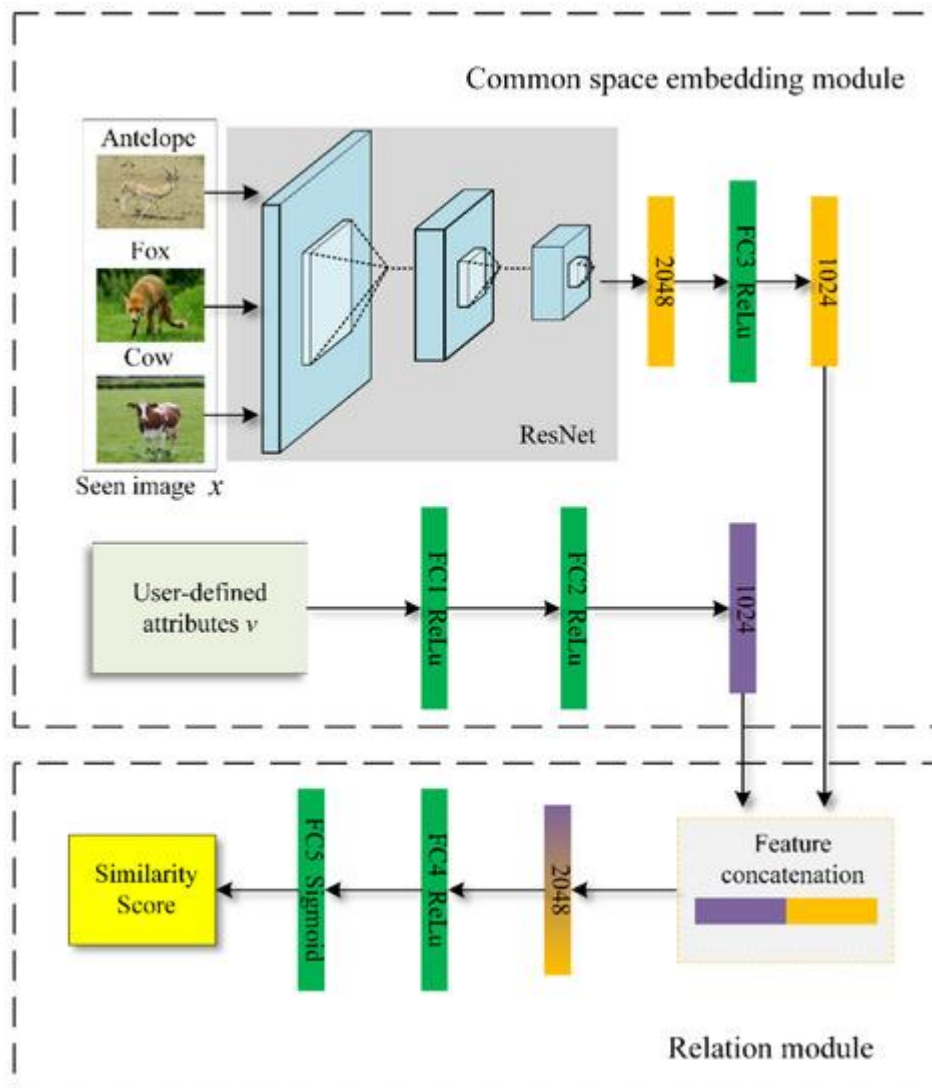 Common space embedding module
Antelope
Fox
Cow
Seen image x
ResNet
2048
FC3 ReLu
1024
User-defined
attributes v
FC1 ReLu
FC2 ReLu
1024
Feature
concatenation
2048
FC4 ReLu
FC5 Sigmoid
Similarity
Score
Relation module